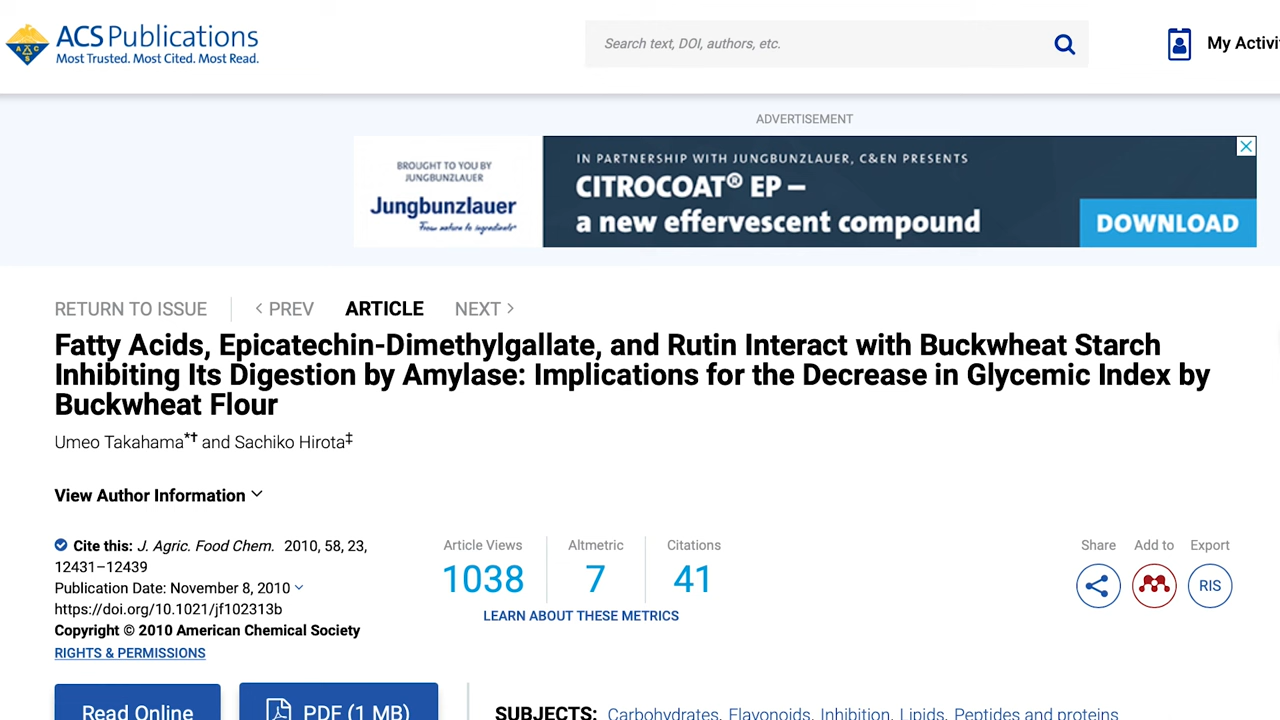 ACS Publications
Most Trusted. Most Cited. Most Read.
Search text, DOI, authors, etc.
My Activi
ADVERTISEMENT
BROUGHT TO YOU BY
JUNGBUNZLAUER
Jungbunzlauer
From nature to ingredients®
IN PARTNERSHIP WITH JUNGBUNZLAUER, C&EN PRESENTS
CITROCOAT® EP –
a new effervescent compound
DOWNLOAD
RETURN TO ISSUE
< PREV
ARTICLE
NEXT >
Fatty Acids, Epicatechin-Dimethylgallate, and Rutin Interact with Buckwheat Starch
Inhibiting Its Digestion by Amylase: Implications for the Decrease in Glycemic Index by
Buckwheat Flour
Umeo Takahama*† and Sachiko Hirota‡
View Author Information
Cite this: J. Agric. Food Chem. 2010, 58, 23,
12431–12439
Publication Date: November 8, 2010
https://doi.org/10.1021/jf102313b
Copyright © 2010 American Chemical Society
RIGHTS & PERMISSIONS
Article Views
1038
Altmetric
7
Citations
41
LEARN ABOUT THESE METRICS
Share
Add to
Export
RIS
Read Online
PDF (1 MB)
SUBJECTS: Carbohydrates, Flavonoids, Inhibition, Lipids, Peptides and proteins